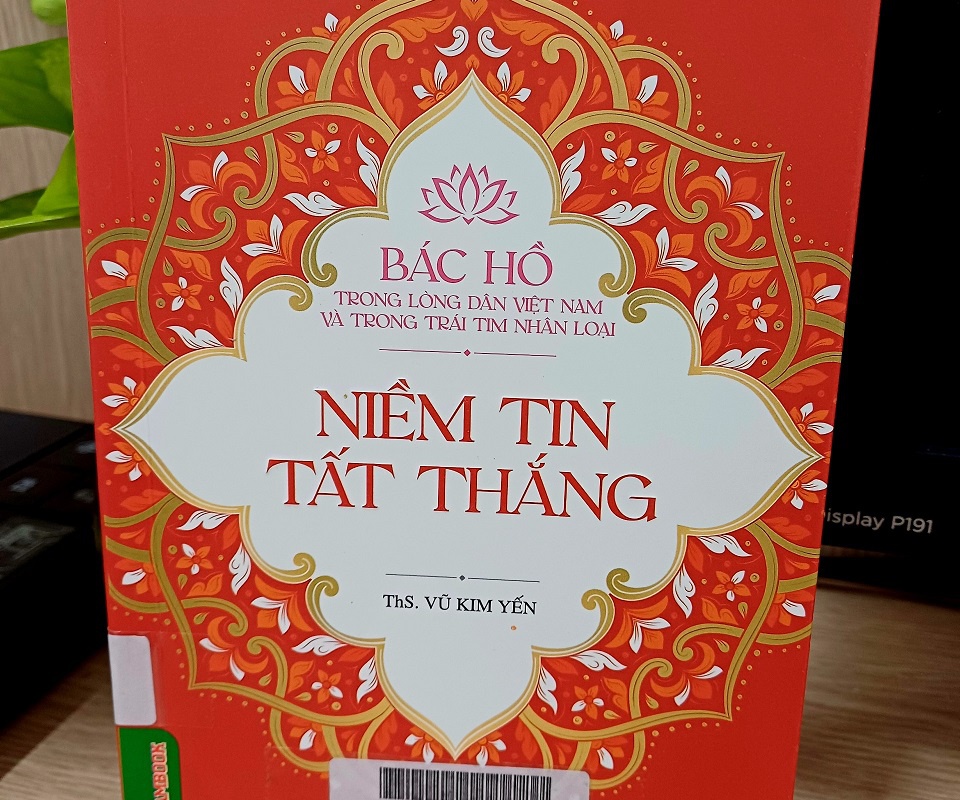 BÁC HỒ
TRONG LÒNG DÂN VIỆT NAM
VÀ TRONG TRÁI TIM NHÂN LOẠI
NIỀM TIN
TẤT THẮNG
ThS. VŨ KIM YẾN
P191